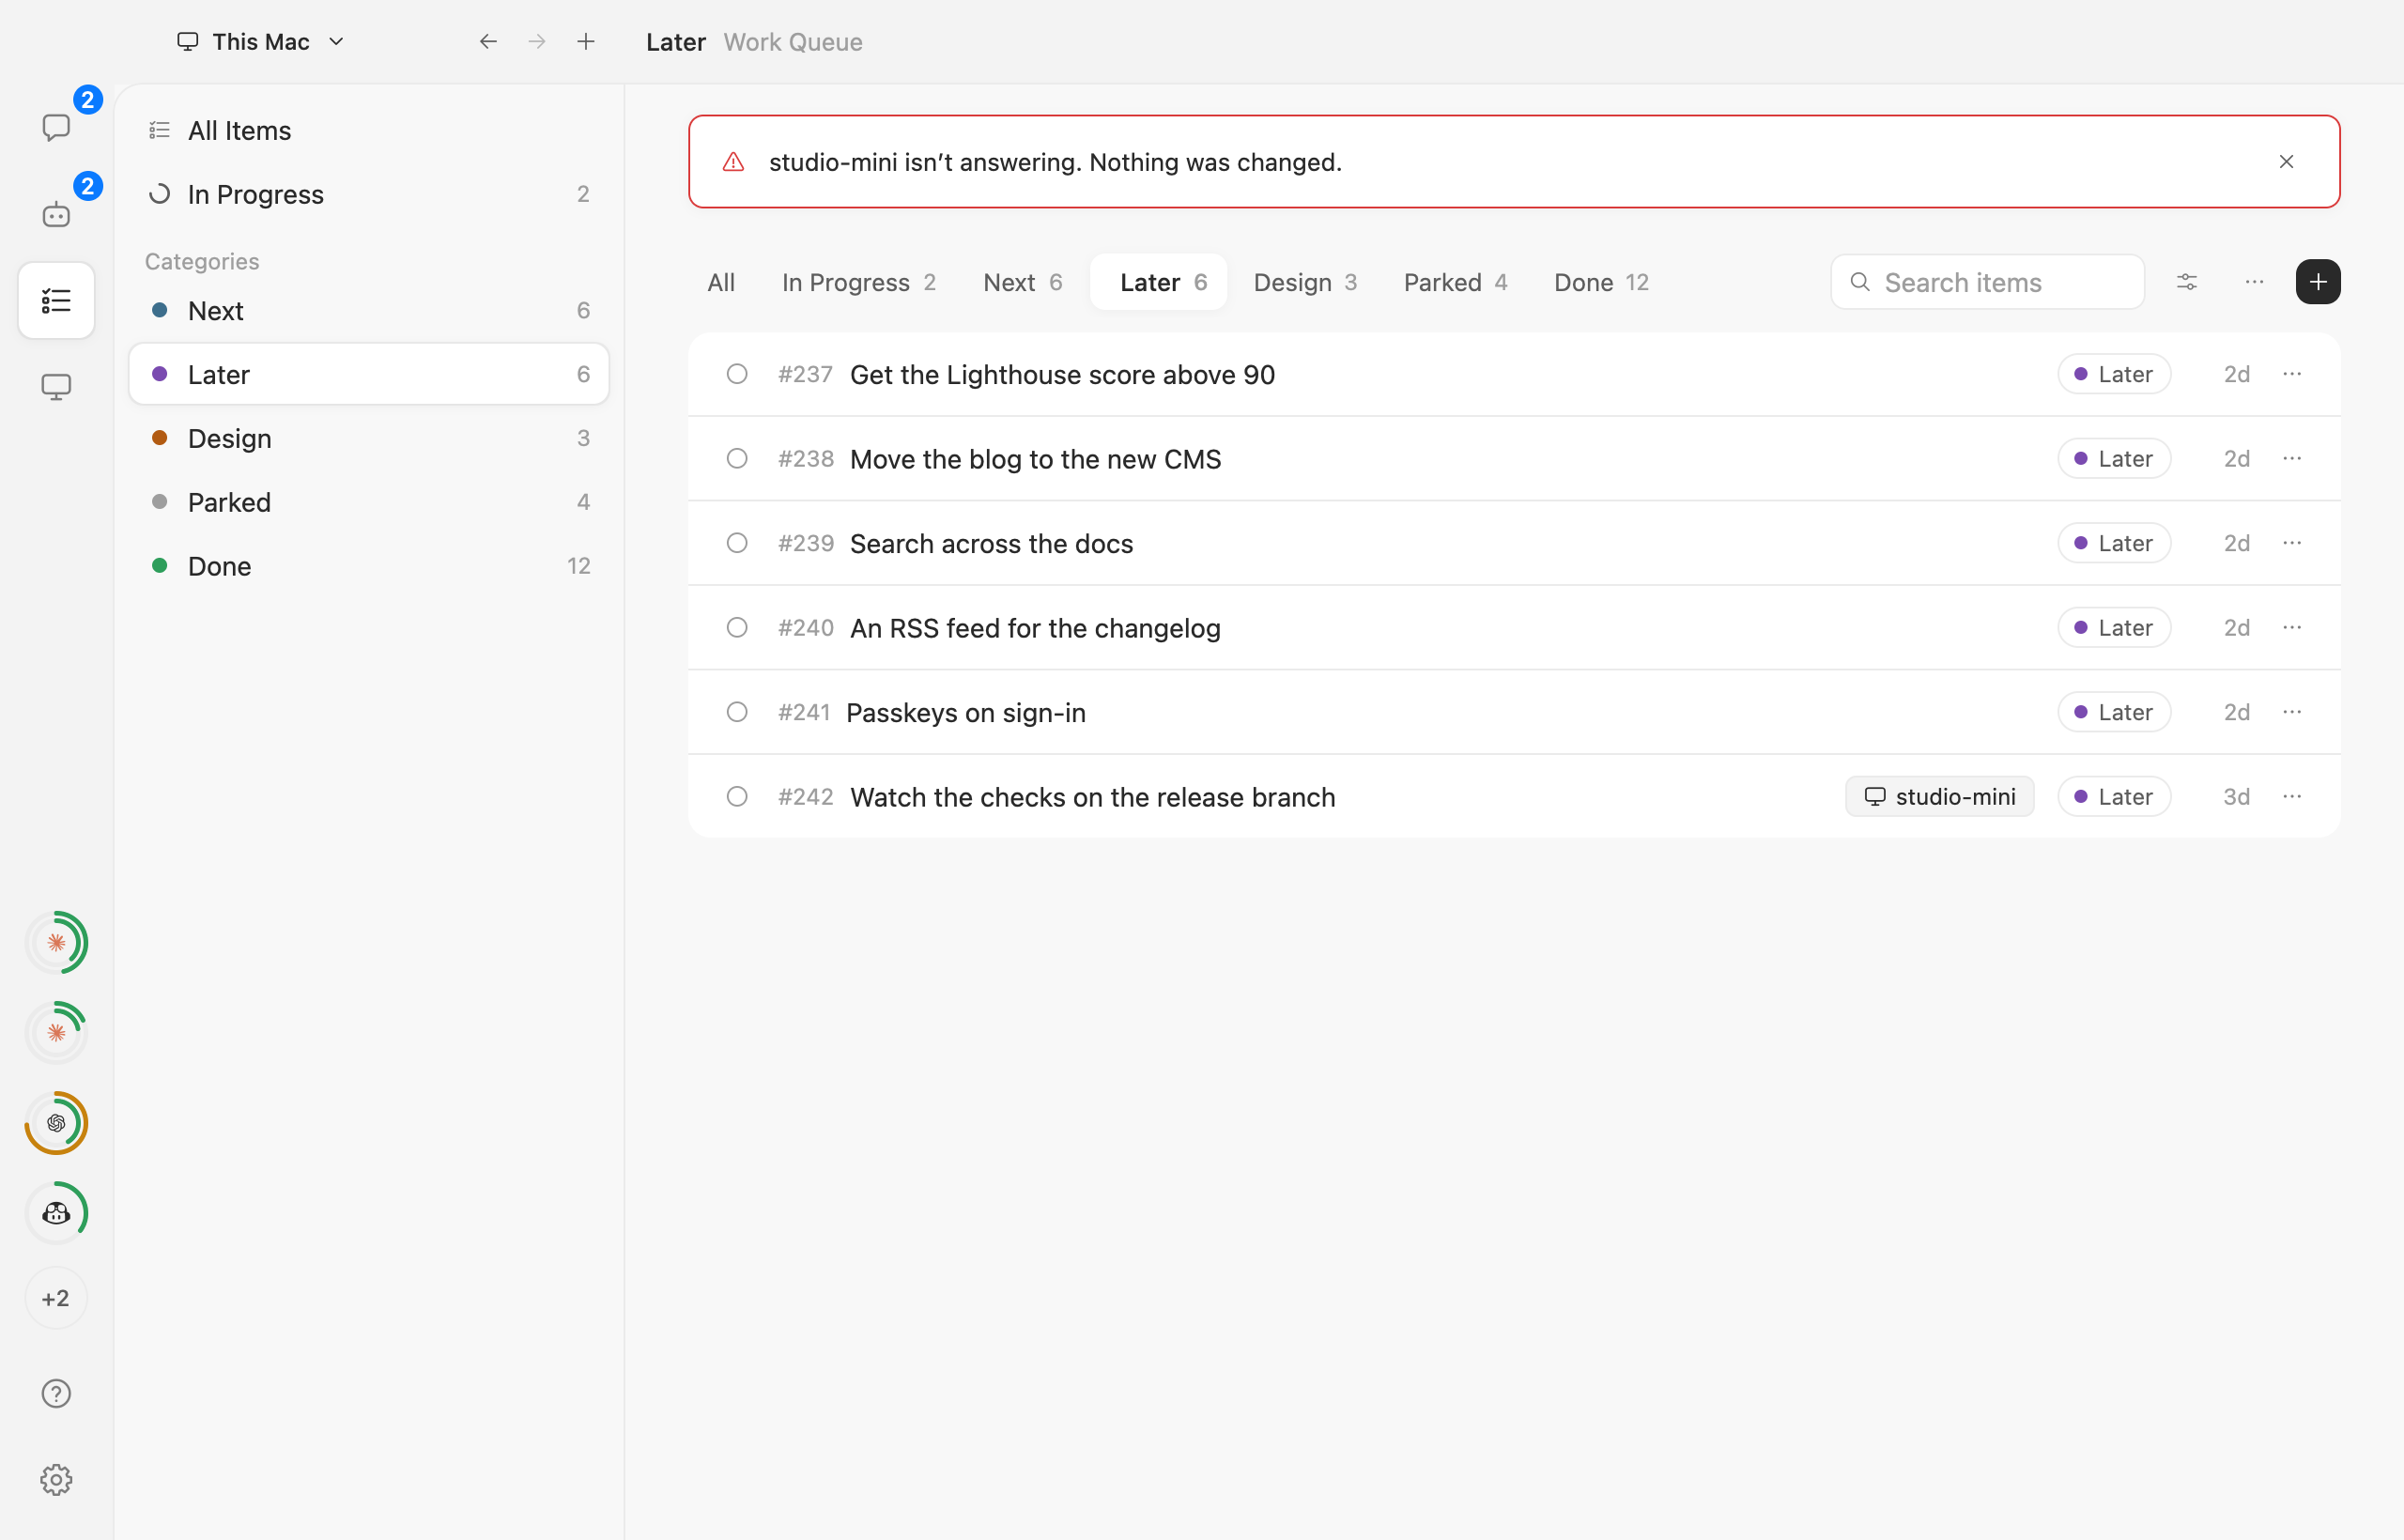 This Mac
Later Work Queue
2
2
All Items
In Progress 2
Categories
Next 6
Later 6
Design 3
Parked 4
Done 12
studio-mini isn’t answering. Nothing was changed.
All In Progress 2 Next 6 Later 6 Design 3 Parked 4 Done 12 Search items
#237 Get the Lighthouse score above 90 Later 2d
#238 Move the blog to the new CMS Later 2d
#239 Search across the docs Later 2d
#240 An RSS feed for the changelog Later 2d
#241 Passkeys on sign-in Later 2d
#242 Watch the checks on the release branch studio-mini Later 3d
+2